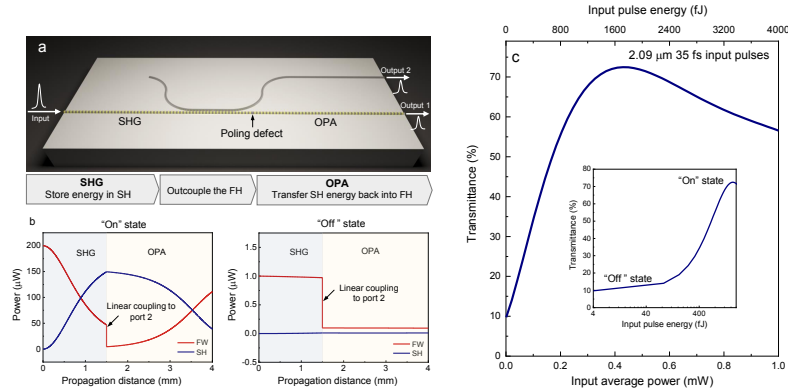 a
Input
SHG
Poling defect
OPA
Output 2
Output 1
SHG
Store energy in SH
Outcouple the FH
OPA
Transfer SH energy back into FH
b
"On" state
Power (μW)
200
150
100
50
0
SHG
OPA
Linear coupling to
port 2
FW
SH
0 1 2 3 4
Propagation distance (mm)
"Off" state
Power (μW)
1.5
1.0
0.5
0.0
-0.5
SHG
OPA
Linear coupling to
port 2
FW
SH
0 1 2 3 4
Propagation distance (mm)
Input pulse energy (fJ)
0 800 1600 2400 3200 4000
c
2.09 μm 35 fs input pulses
Transmittance (%)
70
60
50
40
30
20
10
0
0.0 0.2 0.4 0.6 0.8 1.0
Input average power (mW)
Transmittance (%)
80
70
60
50
40
30
20
10
0
"On" state
"Off" state
4 40 400
Input pulse energy (fJ)